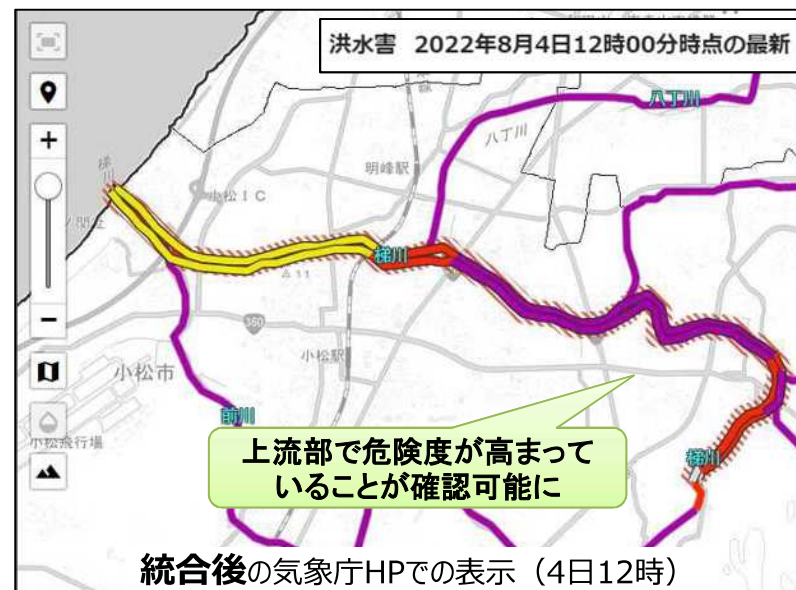 洪水害 2022年8月4日12時00分時点の最新
八丁川
八丁川
明峰駅
梯川
小松IC
梯川
△11
360
小松駅
小松市
前川
小松飛行場
上流部で危険度が高まって
いることが確認可能に
梯川
統合後の気象庁HPでの表示（4日12時）